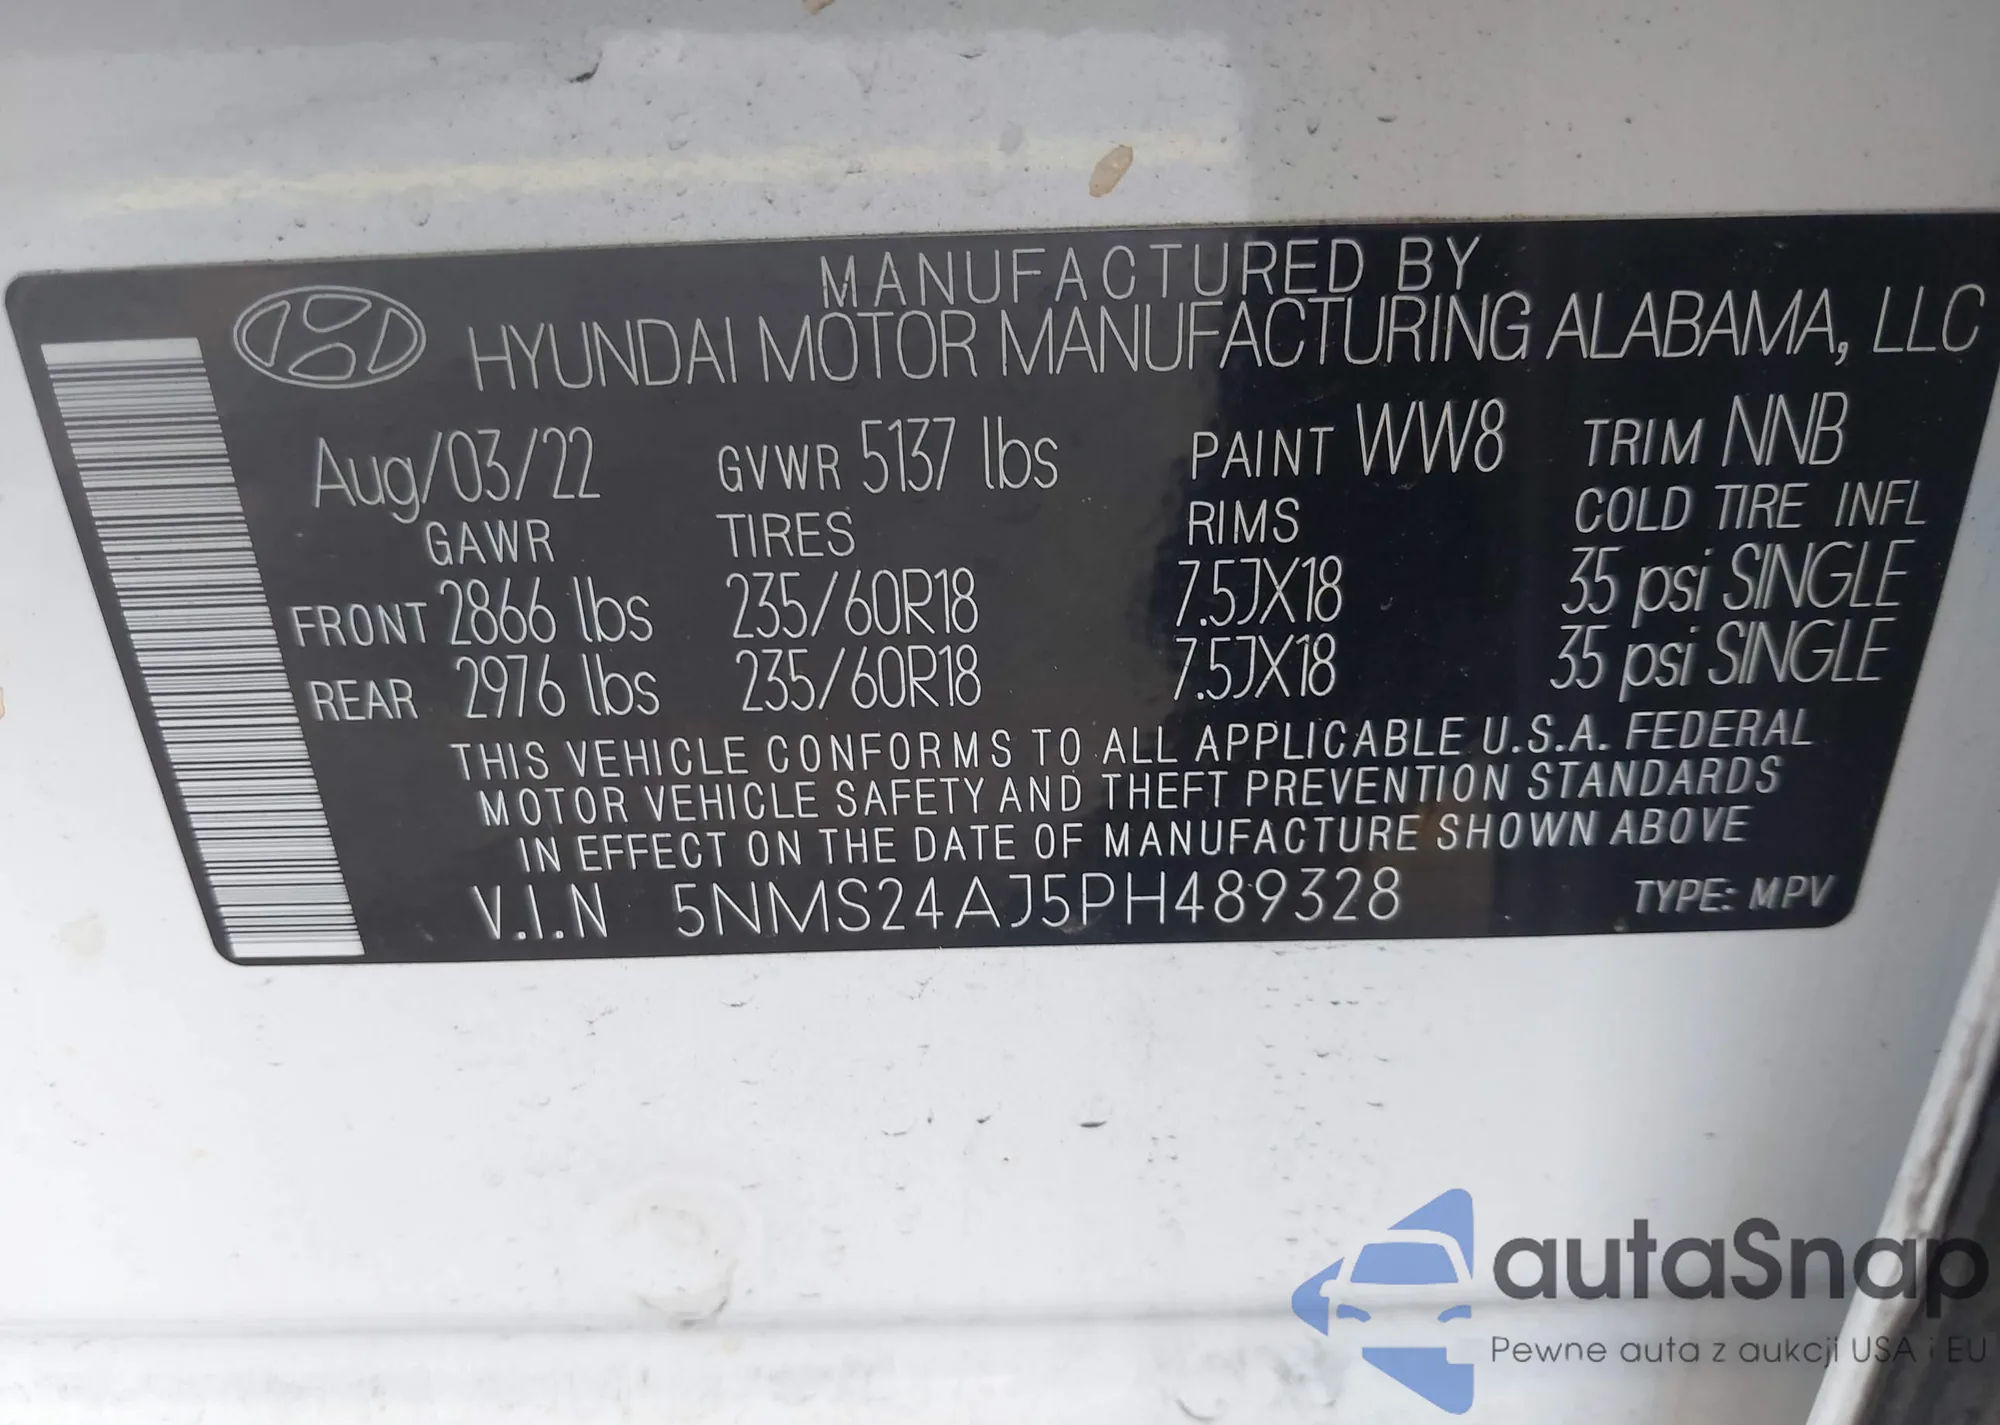 MANUFACTURED BY
HYUNDAI MOTOR MANUFACTURING ALABAMA, LLC
Aug/03/22 GVWR 5137 lbs PAINT WW8 TRIM NNB
GAWR TIRES RIMS COLD TIRE INFL
FRONT 2866 lbs 235/60R18 7.5JX18 35 psi SINGLE
REAR 2976 lbs 235/60R18 7.5JX18 35 psi SINGLE
THIS VEHICLE CONFORMS TO ALL APPLICABLE U.S.A. FEDERAL
MOTOR VEHICLE SAFETY AND THEFT PREVENTION STANDARDS
IN EFFECT ON THE DATE OF MANUFACTURE SHOWN ABOVE
V.I.N 5NMS24AJ5PH489328 TYPE: MPV
autaSnap
Pewne auta z aukcji USA i EU